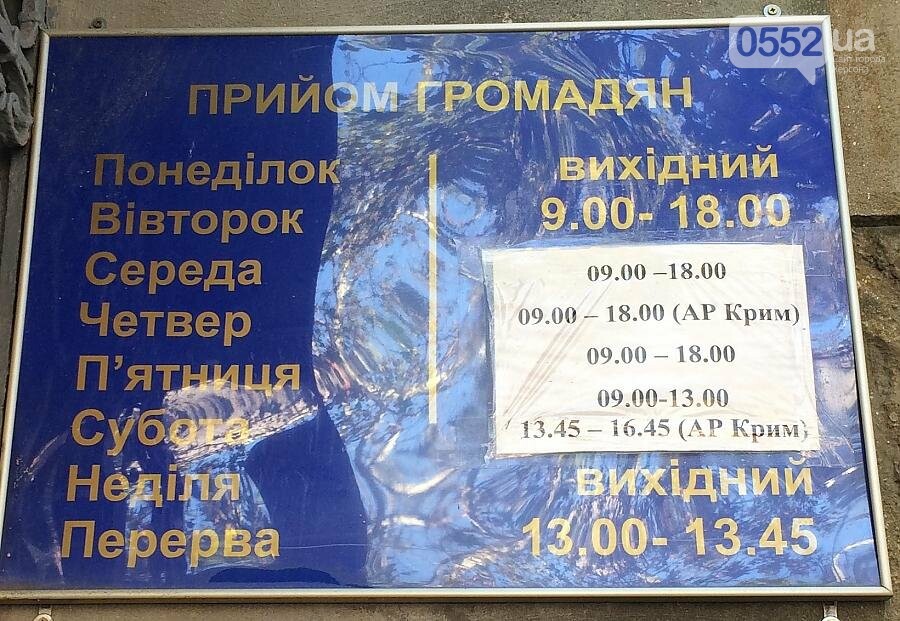 0552.ua
ПРИЙОМ ГРОМАДЯН
Понеділок вихідний
Вівторок 9.00- 18.00
Середа 09.00 –18.00
Четвер 09.00 – 18.00 (АР Крим)
П’ятниця 09.00 – 18.00
Субота 09.00-13.00
13.45 – 16.45 (АР Крим)
Неділя вихідний
Перерва 13.00- 13.45